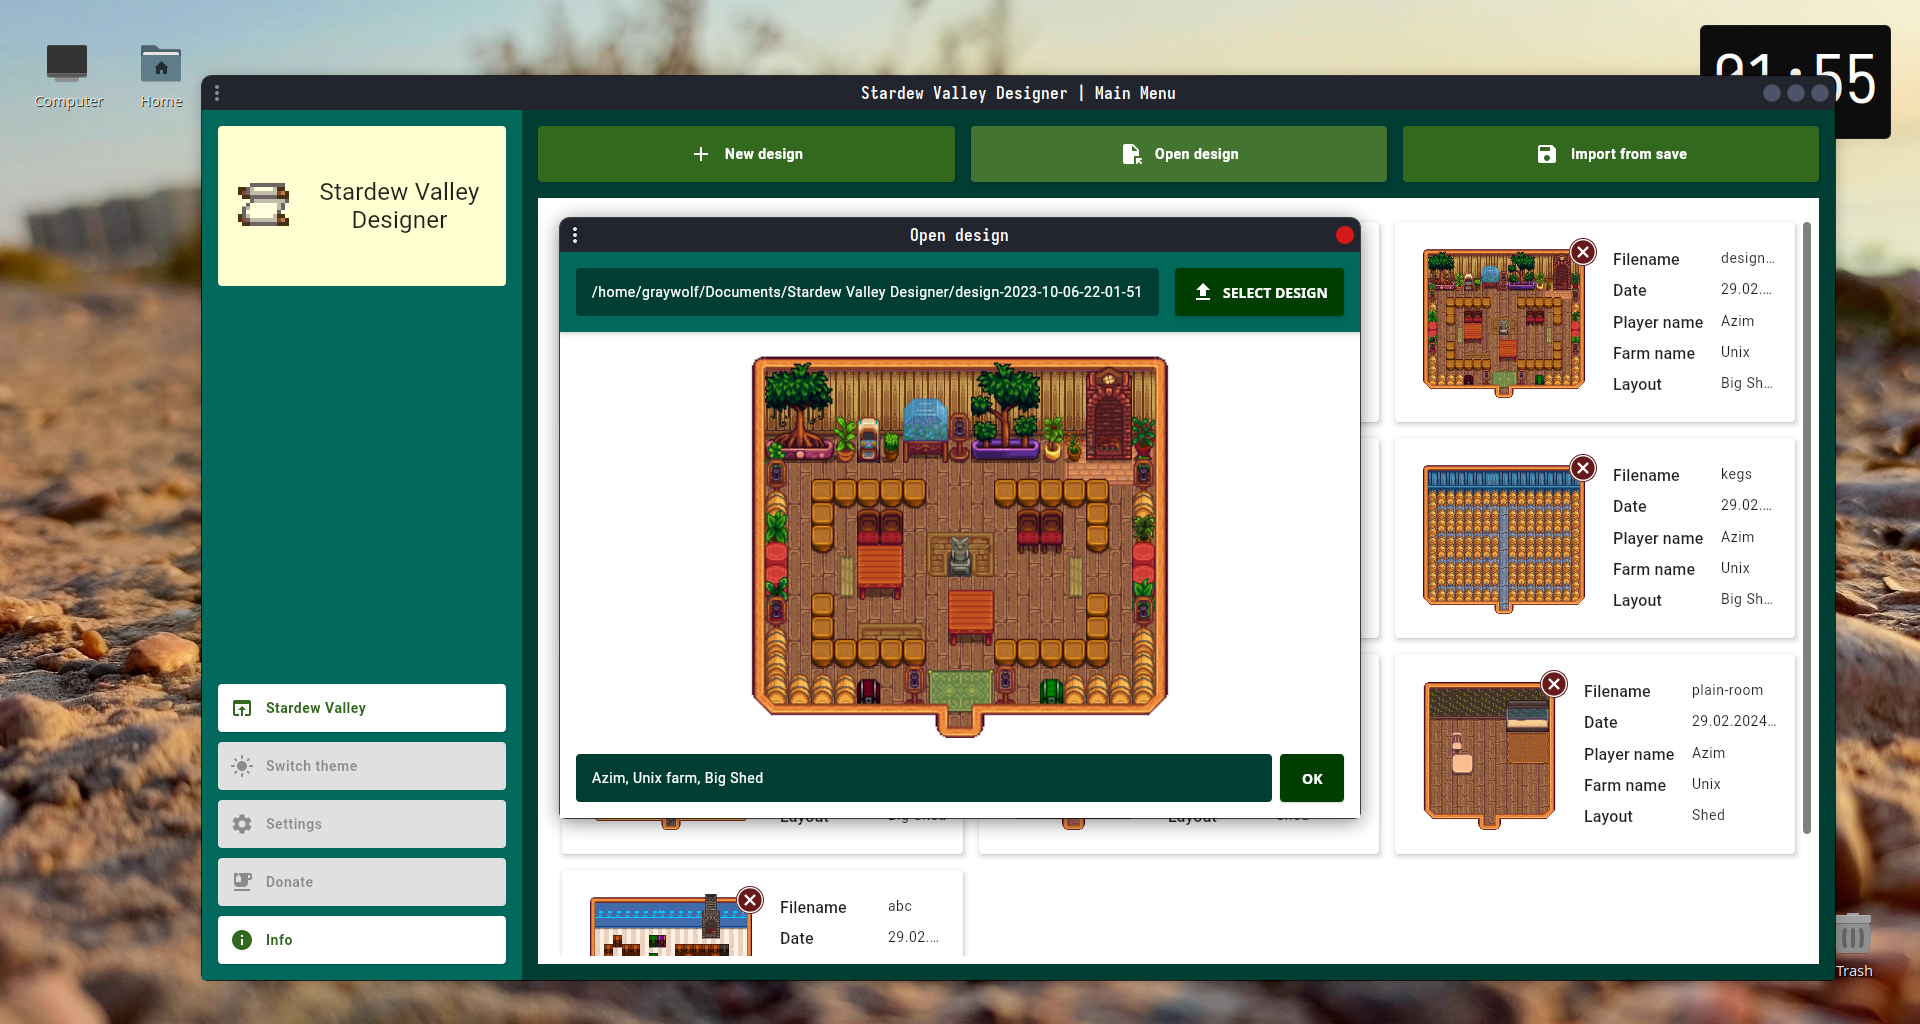 Computer
Home
01:55
Stardew Valley Designer | Main Menu
Stardew Valley
Designer
New design
Open design
Import from save
Open design
/home/graywolf/Documents/Stardew Valley Designer/design-2023-10-06-22-01-51
SELECT DESIGN
Azim, Unix farm, Big Shed
OK
Filename design...
Date 29.02....
Player name Azim
Farm name Unix
Layout Big Sh...
Filename kegs
Date 29.02....
Player name Azim
Farm name Unix
Layout Big Sh...
Filename plain-room
Date 29.02.2024...
Player name Azim
Farm name Unix
Layout Shed
Layout Big Shed
Layout Shed
Filename abc
Date 29.02....
Stardew Valley
Switch theme
Settings
Donate
Info
Trash